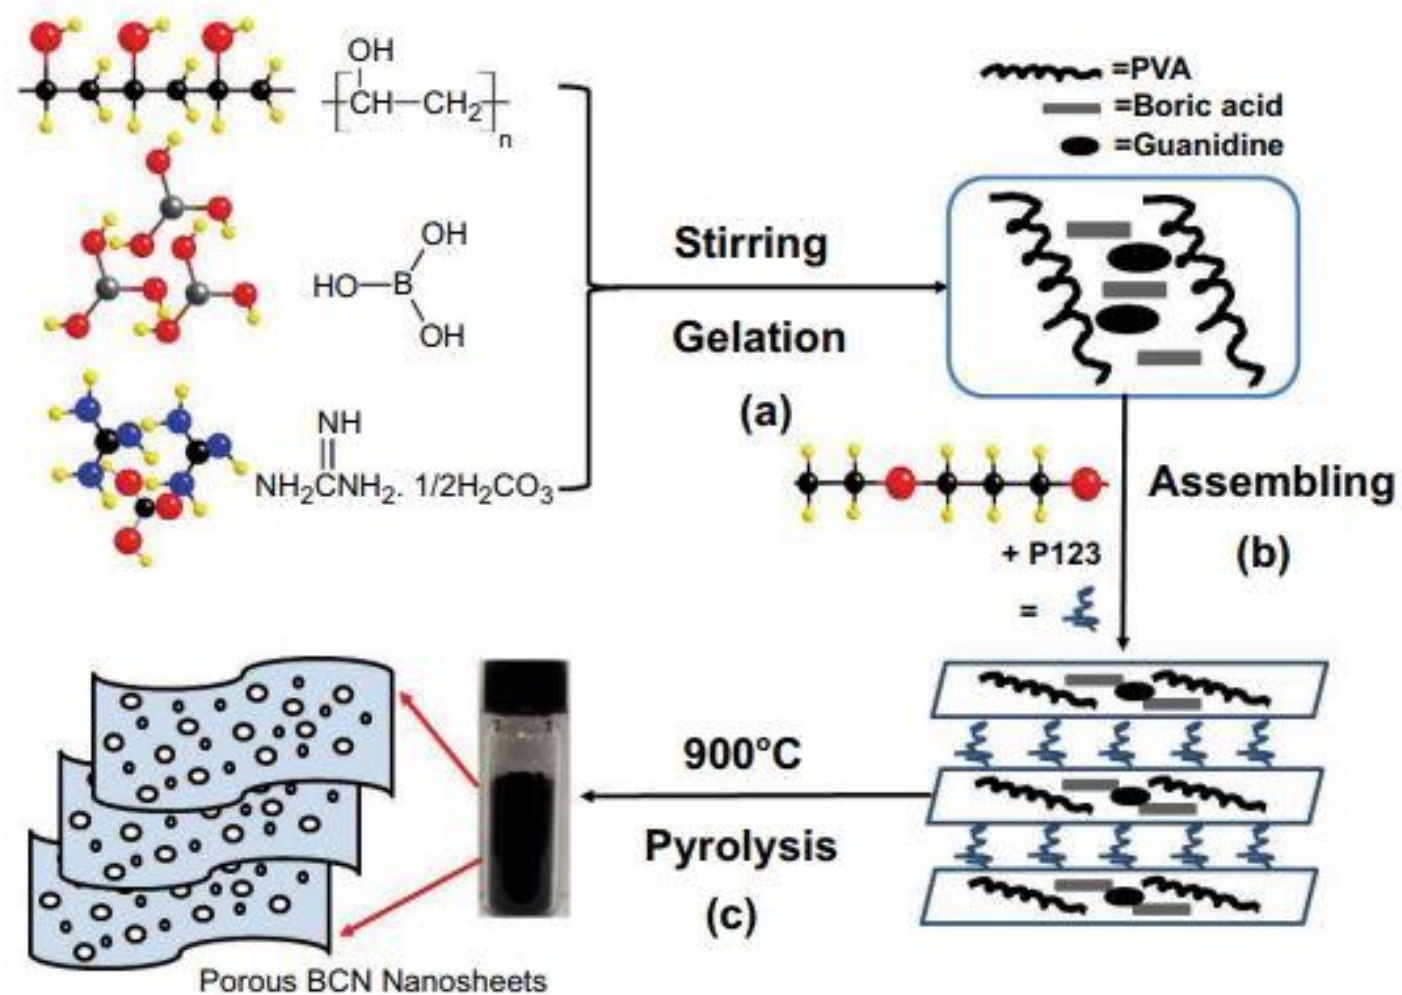 OH
CH—CH₂
n
=PVA
=Boric acid
=Guanidine
OH
HO—B
OH
Stirring
Gelation
(a)
NH
NH₂CNH₂. 1/2H₂CO₃
Assembling
(b)
+ P123
=
900°C
Pyrolysis
(c)
Porous BCN Nanosheets